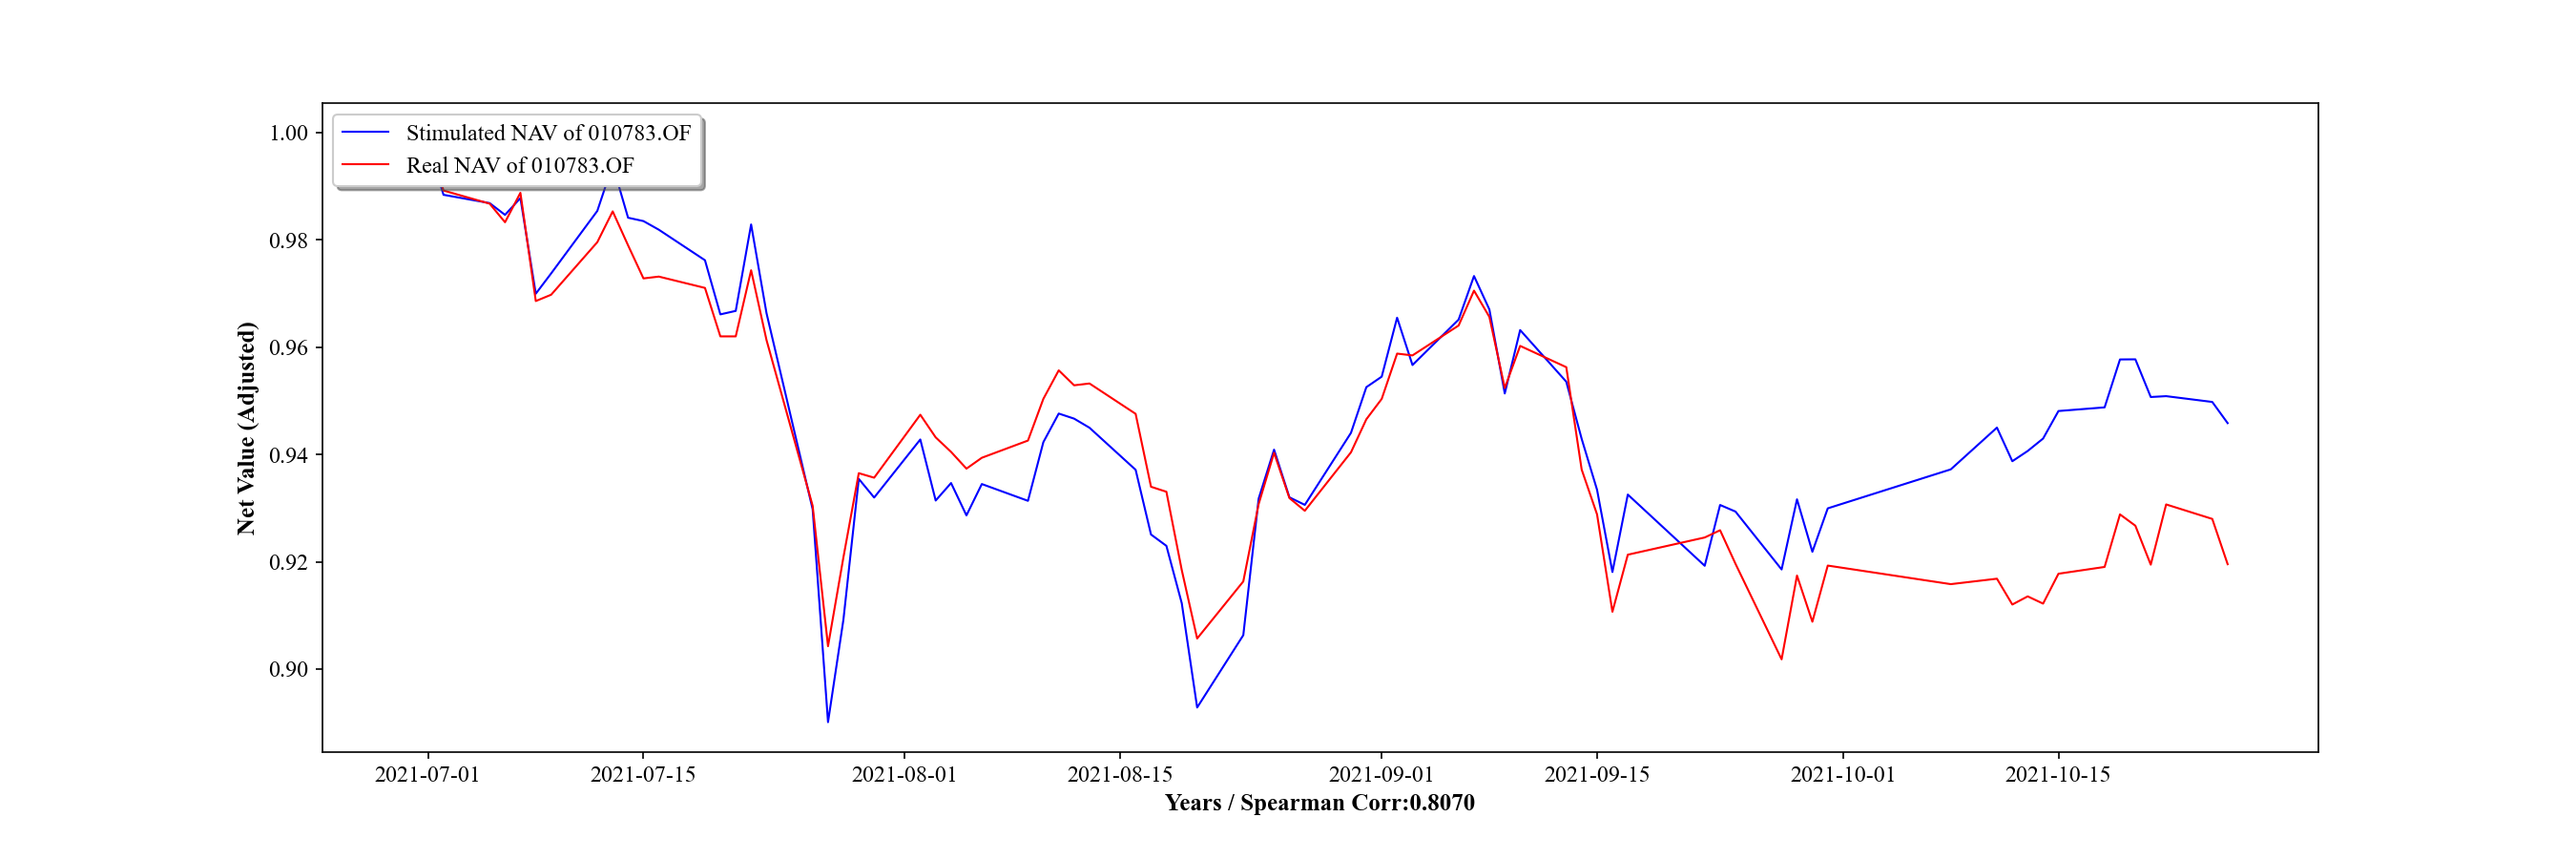 Stimulated NAV of 010783.OF
Real NAV of 010783.OF
Net Value (Adjusted)
1.00
0.98
0.96
0.94
0.92
0.90
2021-07-01 2021-07-15 2021-08-01 2021-08-15 2021-09-01 2021-09-15 2021-10-01 2021-10-15
Years / Spearman Corr:0.8070